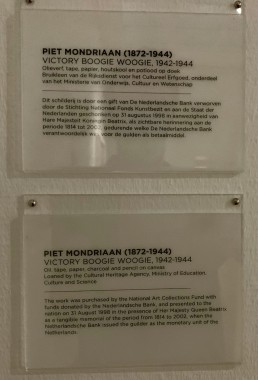 PIET MONDRIAAN (1872-1944)
VICTORY BOOGIE WOOGIE, 1942-1944
Olieverf, tape, papier, houtskool en potlood op doek
Bruikleen van de Rijksdienst voor het Cultureel Erfgoed, onderdeel
van het Ministerie van Onderwijs, Cultuur en Wetenschap
Dit schilderij is door een gift van De Nederlandsche Bank verworven
door de Stichting Nationaal Fonds Kunstbezit en aan de Staat der
Nederlanden geschonken op 31 augustus 1998 in aanwezigheid van
Hare Majesteit Koningin Beatrix, als zichtbare herinnering aan de
periode 1814 tot 2002, gedurende welke De Nederlandsche Bank
verantwoordelijk was voor de gulden als betaalmiddel.
PIET MONDRIAAN (1872-1944)
VICTORY BOOGIE WOOGIE, 1942-1944
Oil, tape, paper, charcoal and pencil on canvas
Loaned by the Cultural Heritage Agency, Ministry of Education,
Culture and Science
The work was purchased by the National Art Collections Fund with
funds donated by the Nederlandsche Bank, and presented to the
nation on 31 August 1998 in the presence of Her Majesty Queen Beatrix
as a tangible memorial of the period from 1814 to 2002, when the
Nederlandsche Bank issued the guilder as the monetary unit of the
Netherlands.